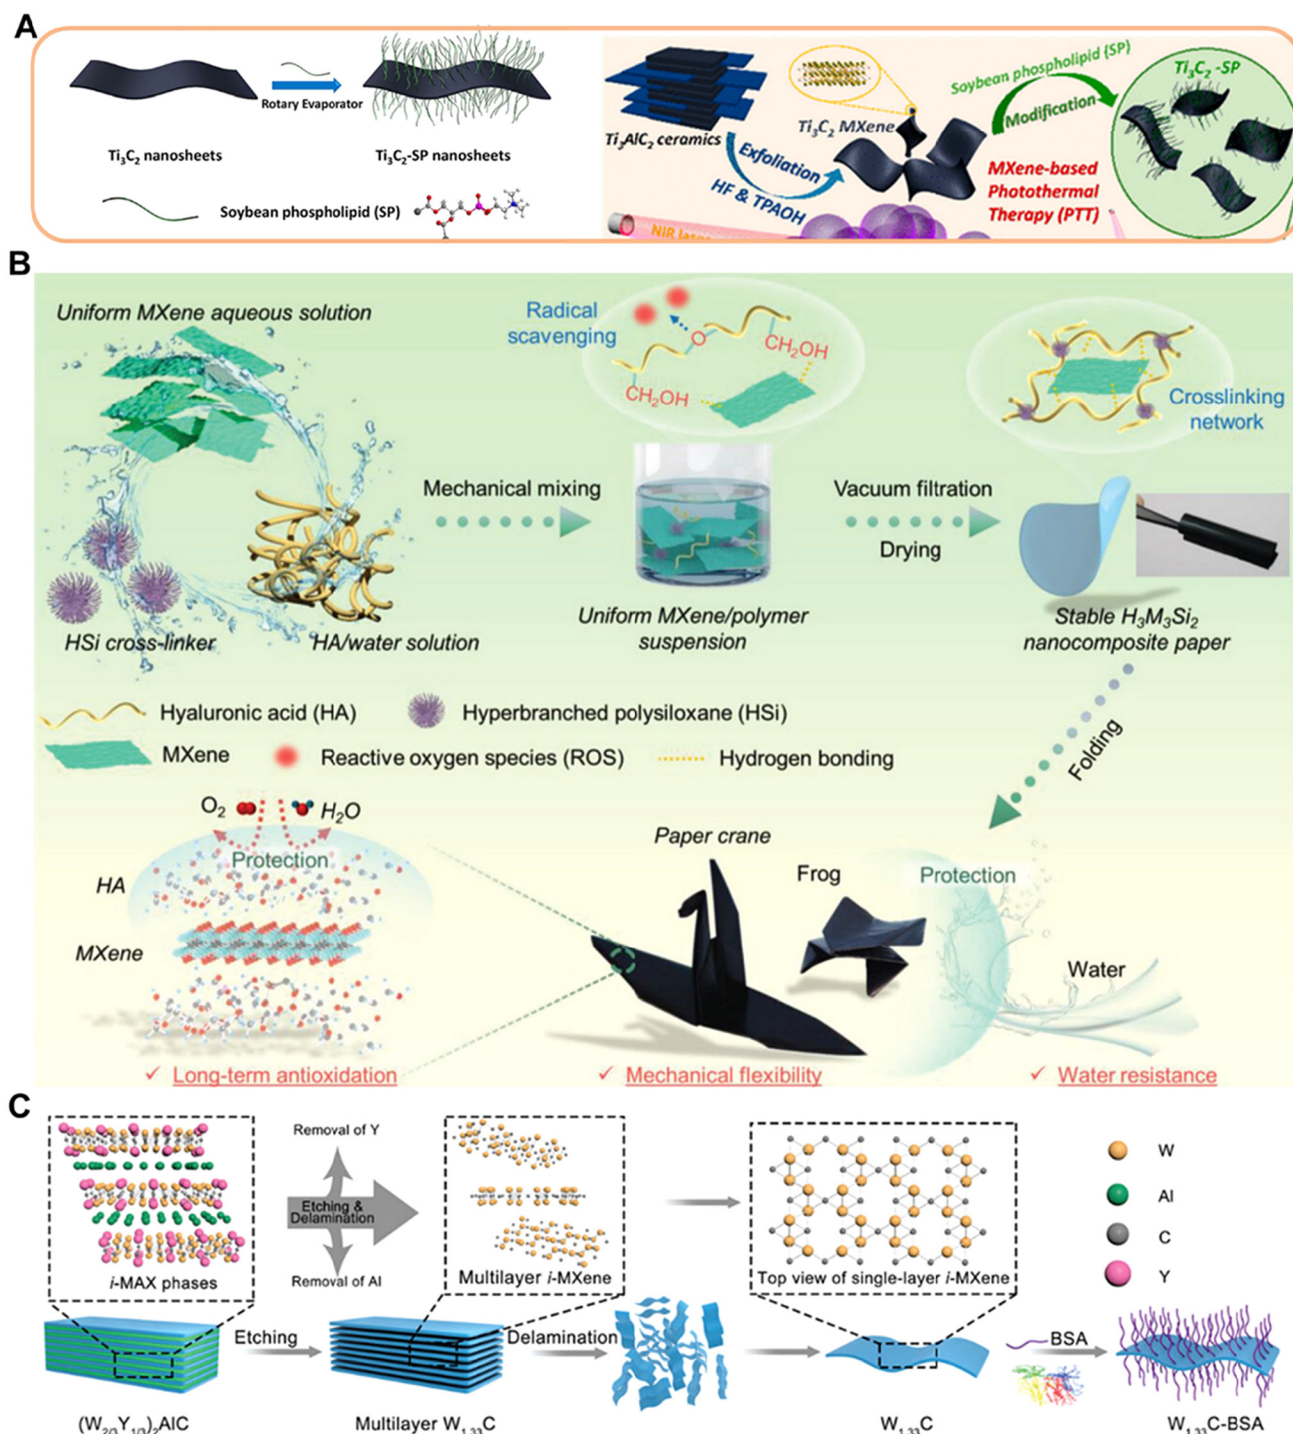 A
Rotary Evaporator
Ti₃C₂ nanosheets
Ti₃C₂-SP nanosheets
Soybean phospholipid (SP)
Ti₃AlC₂ ceramics
Exfoliation
HF & TPAOH
Ti₃C₂ MXene
Soybean phospholipid (SP)
Modification
Ti₃C₂ -SP
MXene-based
Photothermal
Therapy (PTT)
B
Uniform MXene aqueous solution
HSi cross-linker
HA/water solution
Mechanical mixing
Radical
scavenging
O
CH₂OH
CH₂OH
Uniform MXene/polymer
suspension
Vacuum filtration
Drying
Crosslinking
network
Stable H₃M₃Si₂
nanocomposite paper
Hyaluronic acid (HA)
Hyperbranched polysiloxane (HSi)
MXene
Reactive oxygen species (ROS)
Hydrogen bonding
Folding
O₂
H₂O
Protection
HA
MXene
Paper crane
Frog
Protection
Water
✓ Long-term antioxidation
✓ Mechanical flexibility
✓ Water resistance
C
i-MAX phases
Removal of Y
Etching &
Delamination
Removal of Al
Multilayer i-MXene
Top view of single-layer i-MXene
W
Al
C
Y
Etching
Delamination
BSA
(W₂/₃Y₁/₃)₂AlC
Multilayer W₁.₃₃C
W₁.₃₃C
W₁.₃₃C-BSA